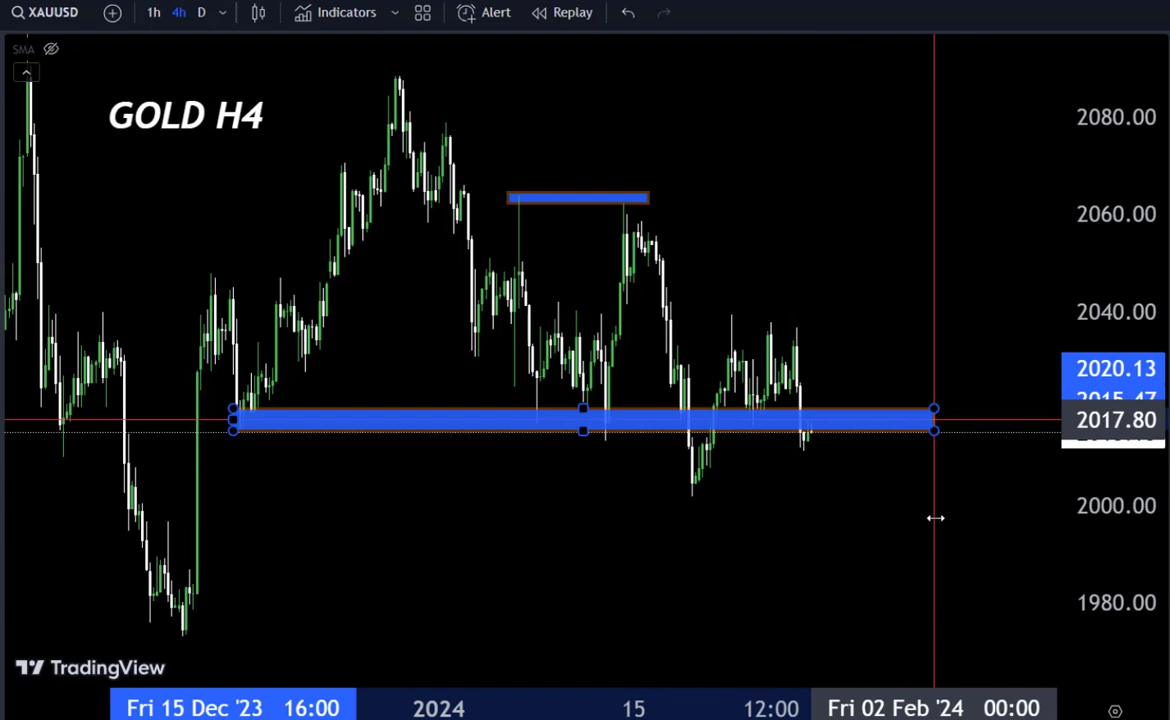 XAUUSD 1h 4h D Indicators Alert Replay
SMA
GOLD H4
2080.00
2060.00
2040.00
2020.13
2015.47
2017.80
2000.00
1980.00
TradingView
Fri 15 Dec '23 16:00 2024 15 12:00 Fri 02 Feb '24 00:00